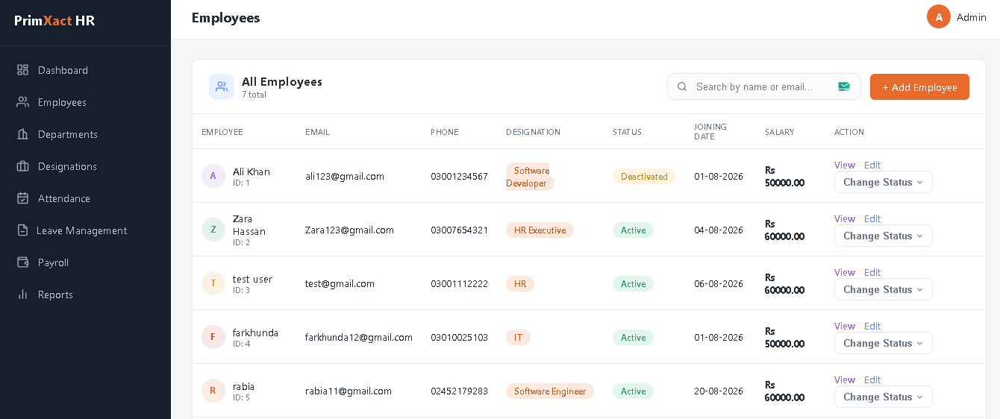 PrimXact HR
Employees
A Admin
Dashboard
Employees
Departments
Designations
Attendance
Leave Management
Payroll
Reports
All Employees
7 total
Search by name or email...
+ Add Employee
EMPLOYEE EMAIL PHONE DESIGNATION STATUS JOINING DATE SALARY ACTION
A Ali Khan ID: 1 ali123@gmail.com 03001234567 Software Developer Deactivated 01-08-2026 Rs 50000.00 View Edit Change Status
Z Zara Hassan ID: 2 Zara123@gmail.com 03007654321 HR Executive Active 04-08-2026 Rs 60000.00 View Edit Change Status
T test user ID: 3 test@gmail.com 03001112222 HR Active 06-08-2026 Rs 60000.00 View Edit Change Status
F farkhunda ID: 4 farkhunda12@gmail.com 03010025103 IT Active 01-08-2026 Rs 50000.00 View Edit Change Status
R rabia ID: 5 rabia11@gmail.com 02452179283 Software Engineer Active 20-08-2026 Rs 60000.00 View Edit Change Status